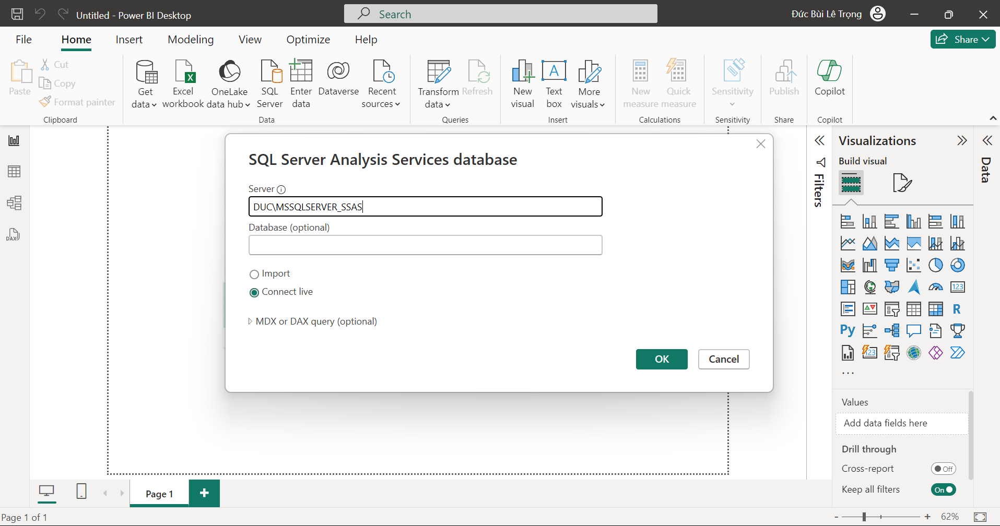 Untitled - Power BI Desktop
Search
Đức Bùi Lê Trọng
File Home Insert Modeling View Optimize Help
Share
Paste
Cut
Copy
Format painter
Clipboard
Get data
Excel workbook
OneLake data hub
SQL Server
Enter data
Dataverse
Recent sources
Data
Transform data
Refresh
Queries
New visual
Text box
More visuals
Insert
New measure
Quick measure
Calculations
Sensitivity
Sensitivity
Publish
Share
Copilot
Copilot
SQL Server Analysis Services database
Server
DUC\MSSQLSERVER_SSAS
Database (optional)
Import
Connect live
MDX or DAX query (optional)
OK
Cancel
DAX
Filters
Visualizations
Build visual
123
R
Py
123
...
Values
Add data fields here
Drill through
Cross-report
Off
Keep all filters
On
Data
Page 1
+
Page 1 of 1
- + 62%